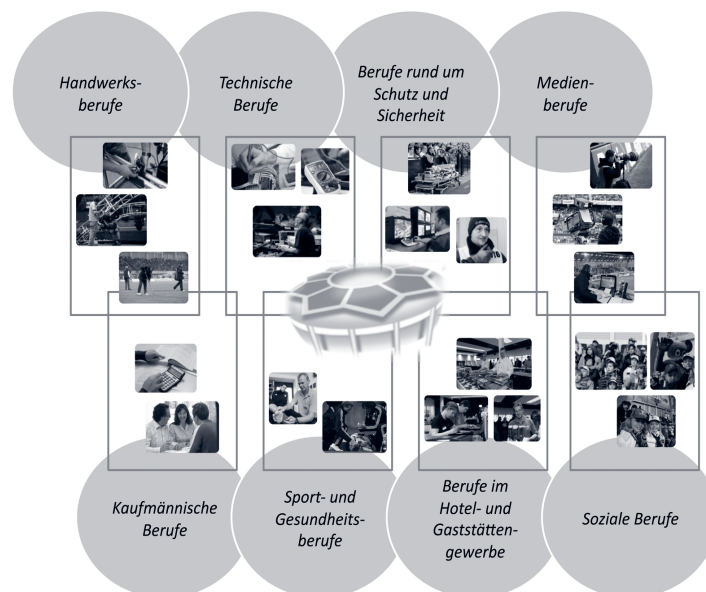 Handwerks-
berufe
Technische
Berufe
Berufe rund um
Schutz und
Sicherheit
Medien-
berufe
Kaufmännische
Berufe
Sport- und
Gesundheits-
berufe
Berufe im
Hotel- und
Gaststätten-
gewerbe
Soziale Berufe